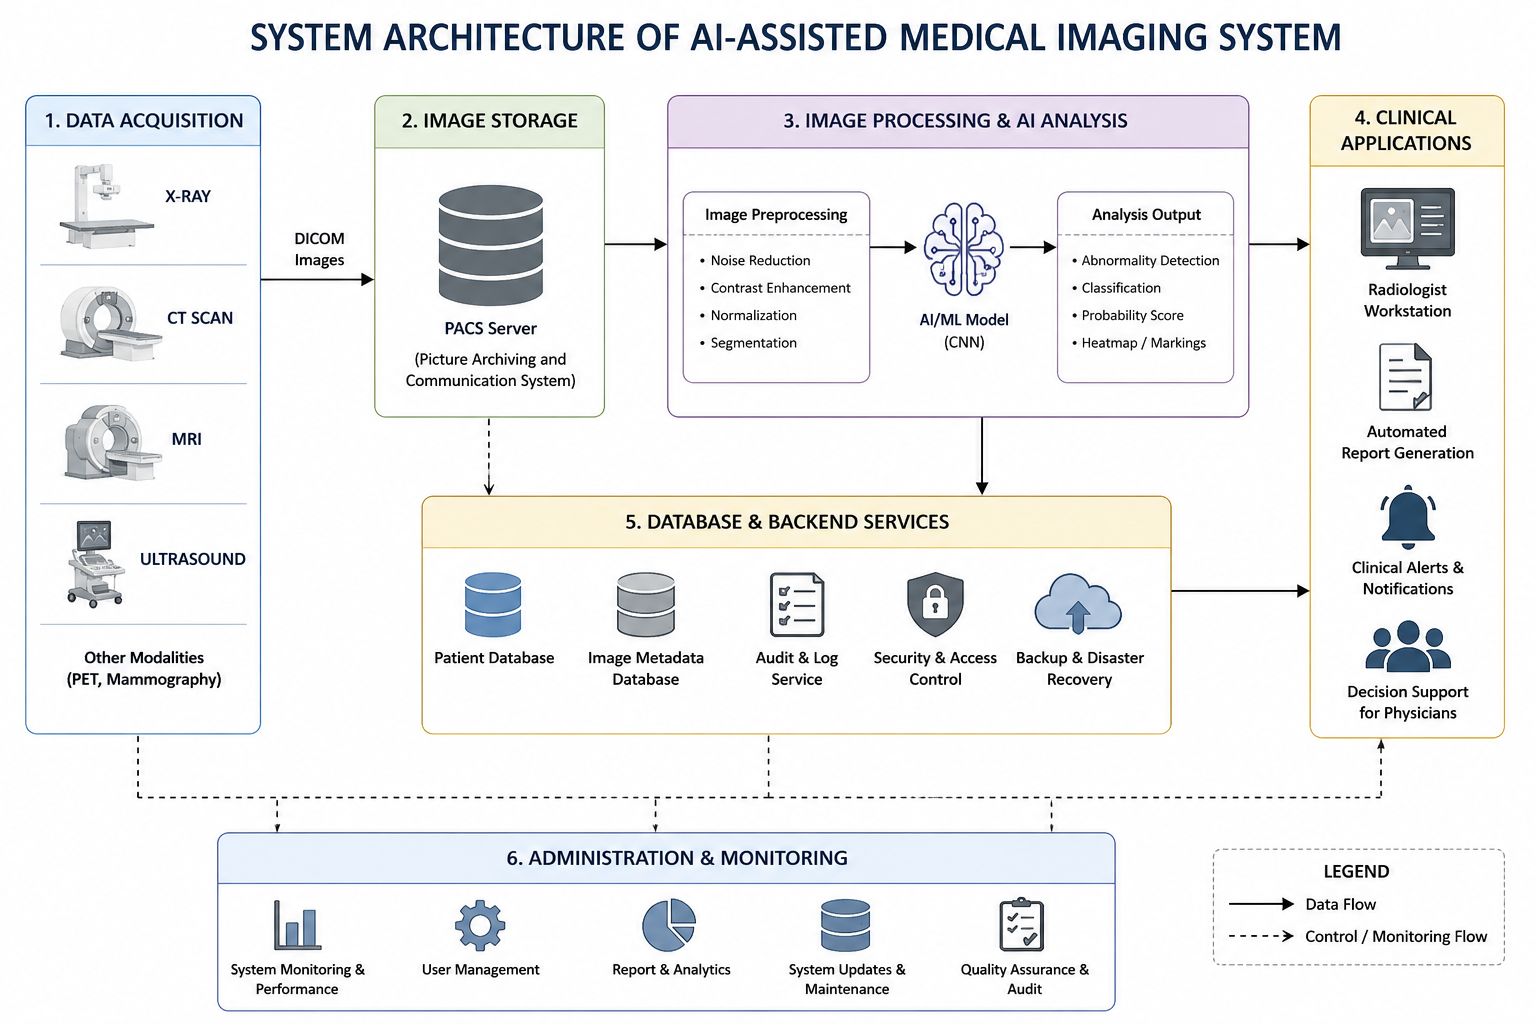 SYSTEM ARCHITECTURE OF AI-ASSISTED MEDICAL IMAGING SYSTEM
1. DATA ACQUISITION
X-RAY
CT SCAN
MRI
ULTRASOUND
Other Modalities
(PET, Mammography)
DICOM
Images
2. IMAGE STORAGE
PACS Server
(Picture Archiving and
Communication System)
3. IMAGE PROCESSING & AI ANALYSIS
Image Preprocessing
• Noise Reduction
• Contrast Enhancement
• Normalization
• Segmentation
AI/ML Model
(CNN)
Analysis Output
• Abnormality Detection
• Classification
• Probability Score
• Heatmap / Markings
4. CLINICAL
APPLICATIONS
Radiologist
Workstation
Automated
Report Generation
Clinical Alerts &
Notifications
Decision Support
for Physicians
5. DATABASE & BACKEND SERVICES
Patient Database
Image Metadata
Database
Audit & Log
Service
Security & Access
Control
Backup & Disaster
Recovery
6. ADMINISTRATION & MONITORING
System Monitoring &
Performance
User Management
Report & Analytics
System Updates &
Maintenance
Quality Assurance &
Audit
LEGEND
Data Flow
Control / Monitoring Flow